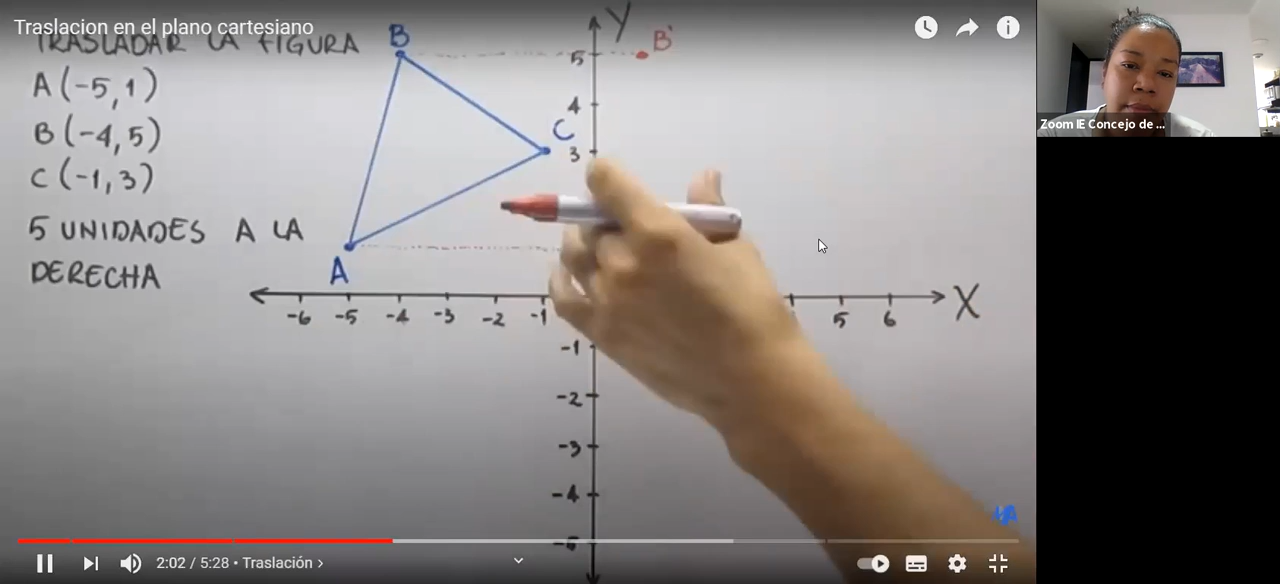 Traslacion en el plano cartesiano
TRASLADAR LA FIGURA
A (-5, 1)
B (-4, 5)
C (-1, 3)
5 UNIDADES A LA
DERECHA
B
B'
C
A
Y
5
4
3
-6 -5 -4 -3 -2 -1 5 6
X
-1
-2
-3
-4
2:02 / 5:28 • Traslación ›
Zoom IE Concejo de ...